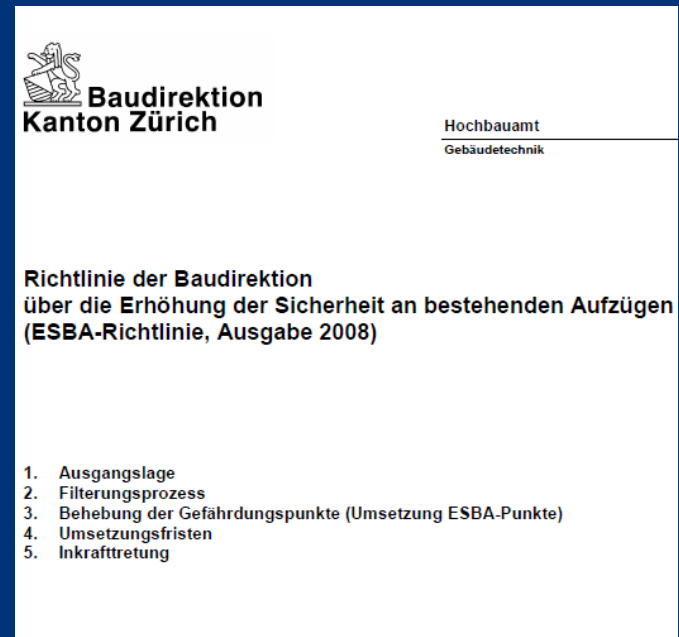 Baudirektion
Kanton Zürich
Hochbauamt
Gebäudetechnik
Richtlinie der Baudirektion
über die Erhöhung der Sicherheit an bestehenden Aufzügen
(ESBA-Richtlinie, Ausgabe 2008)
1. Ausgangslage
2. Filterungsprozess
3. Behebung der Gefährdungspunkte (Umsetzung ESBA-Punkte)
4. Umsetzungsfristen
5. Inkrafttretung